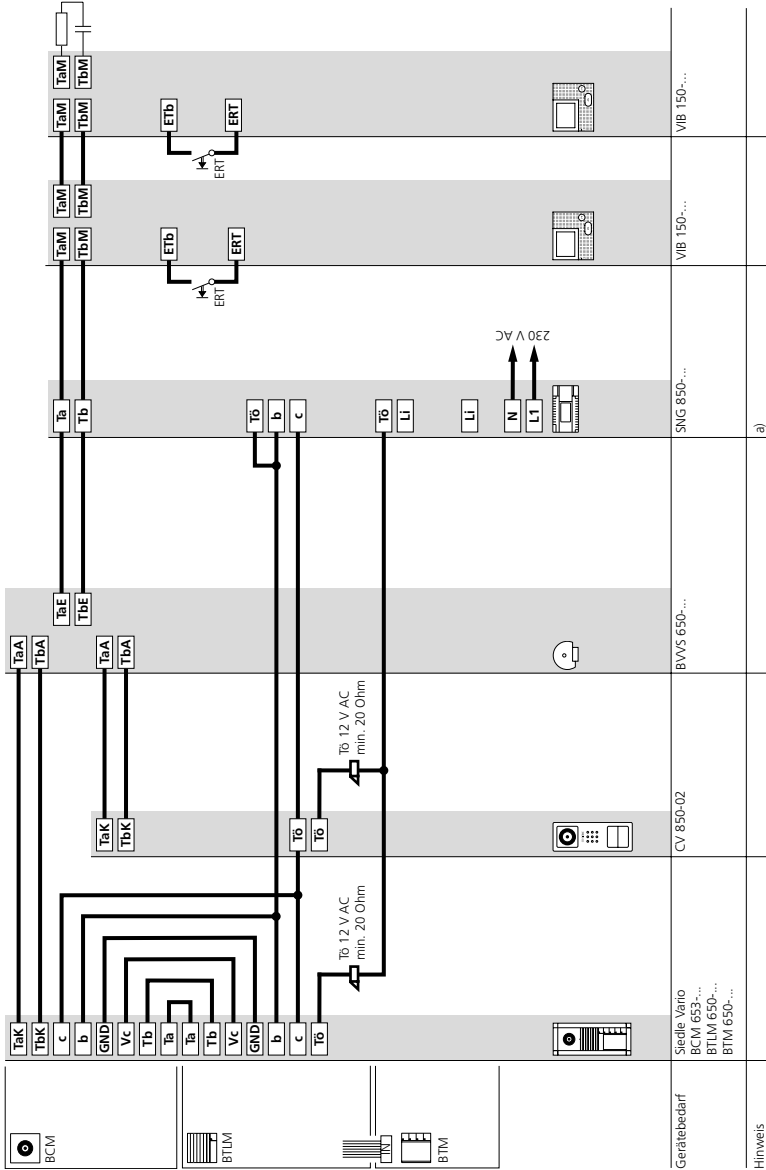 BCM
BTLM
IN
BTM
TaK
TbK
c
b
GND
Vc
Tb
Ta
Ta
Tb
Vc
GND
b
c
Tö
Tö 12 V AC
min. 20 Ohm
TaK
TbK
Tö
Tö
Tö 12 V AC
min. 20 Ohm
TaA
TbA
TaA
TbA
TaE
TbE
Ta
Tb
Tö
b
c
Tö
Li
Li
N
L1
230 V AC
ERT
TaM
TbM
ETb
ERT
TaM
TbM
ERT
TaM
TbM
ETb
ERT
TaM
TbM
Gerätebedarf
Siedle Vario
BCM 653-...
BTLM 650-...
BTM 650-...
CV 850-02
BVVS 650-...
SNG 850-...
VIB 150-...
VIB 150-...
Hinweis
a)